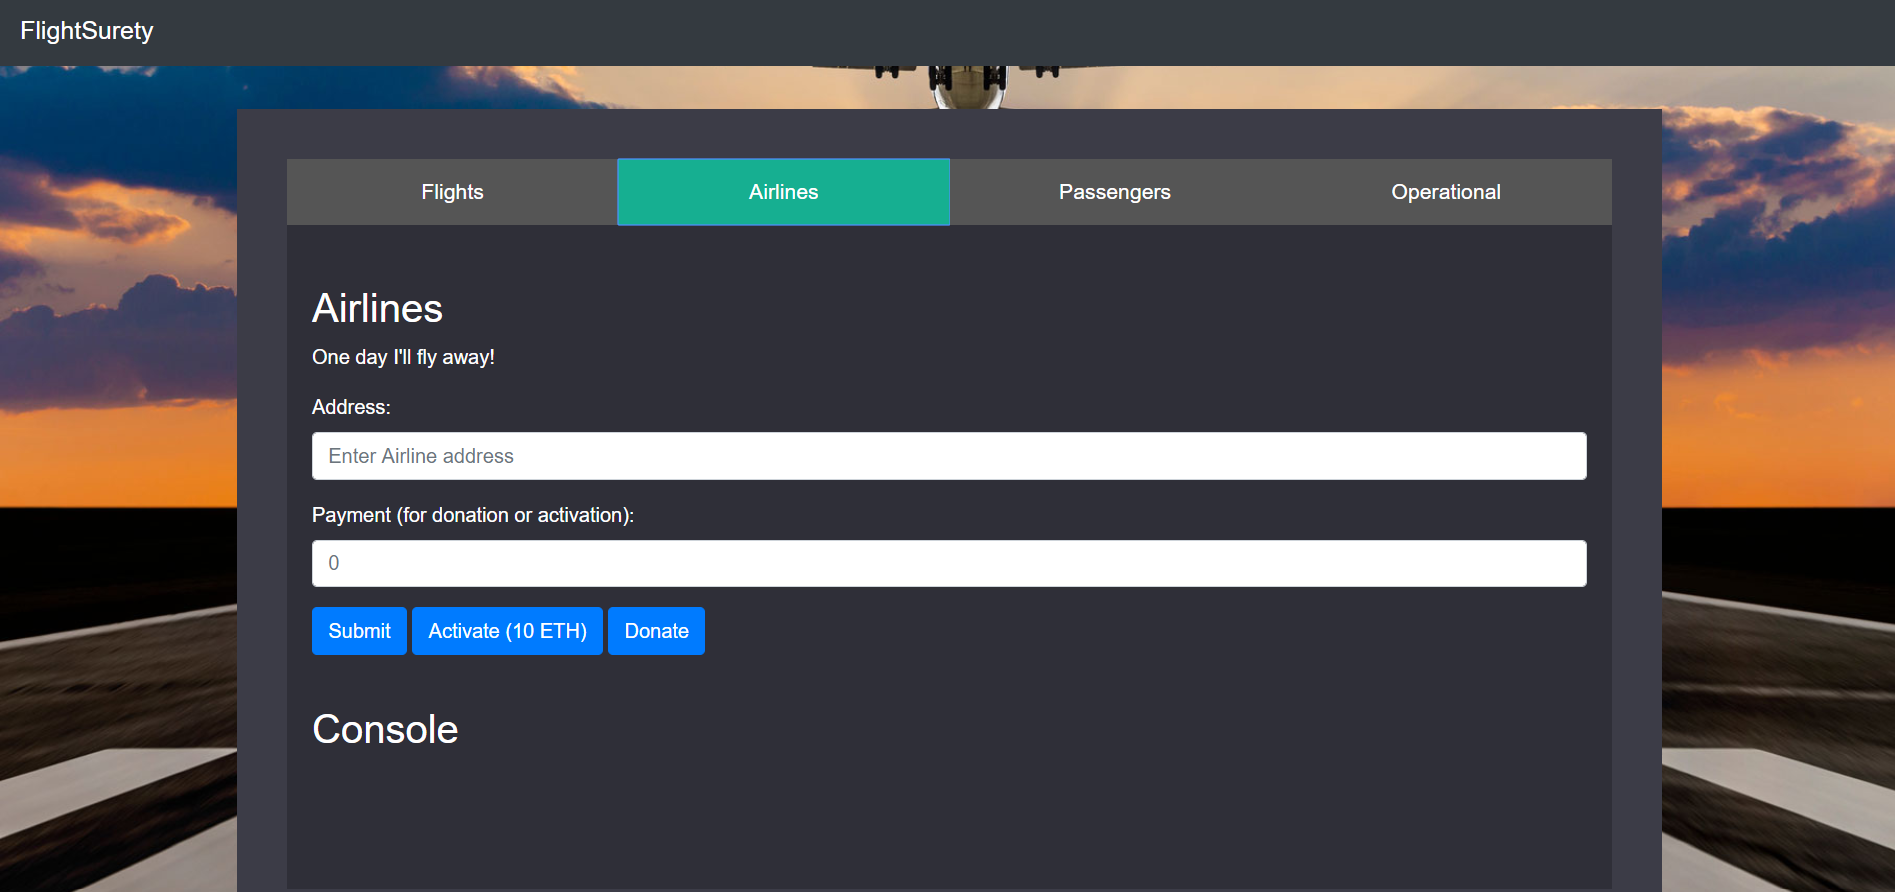 FlightSurety
Flights Airlines Passengers Operational
Airlines
One day I'll fly away!
Address:
Enter Airline address
Payment (for donation or activation):
0
Submit Activate (10 ETH) Donate
Console